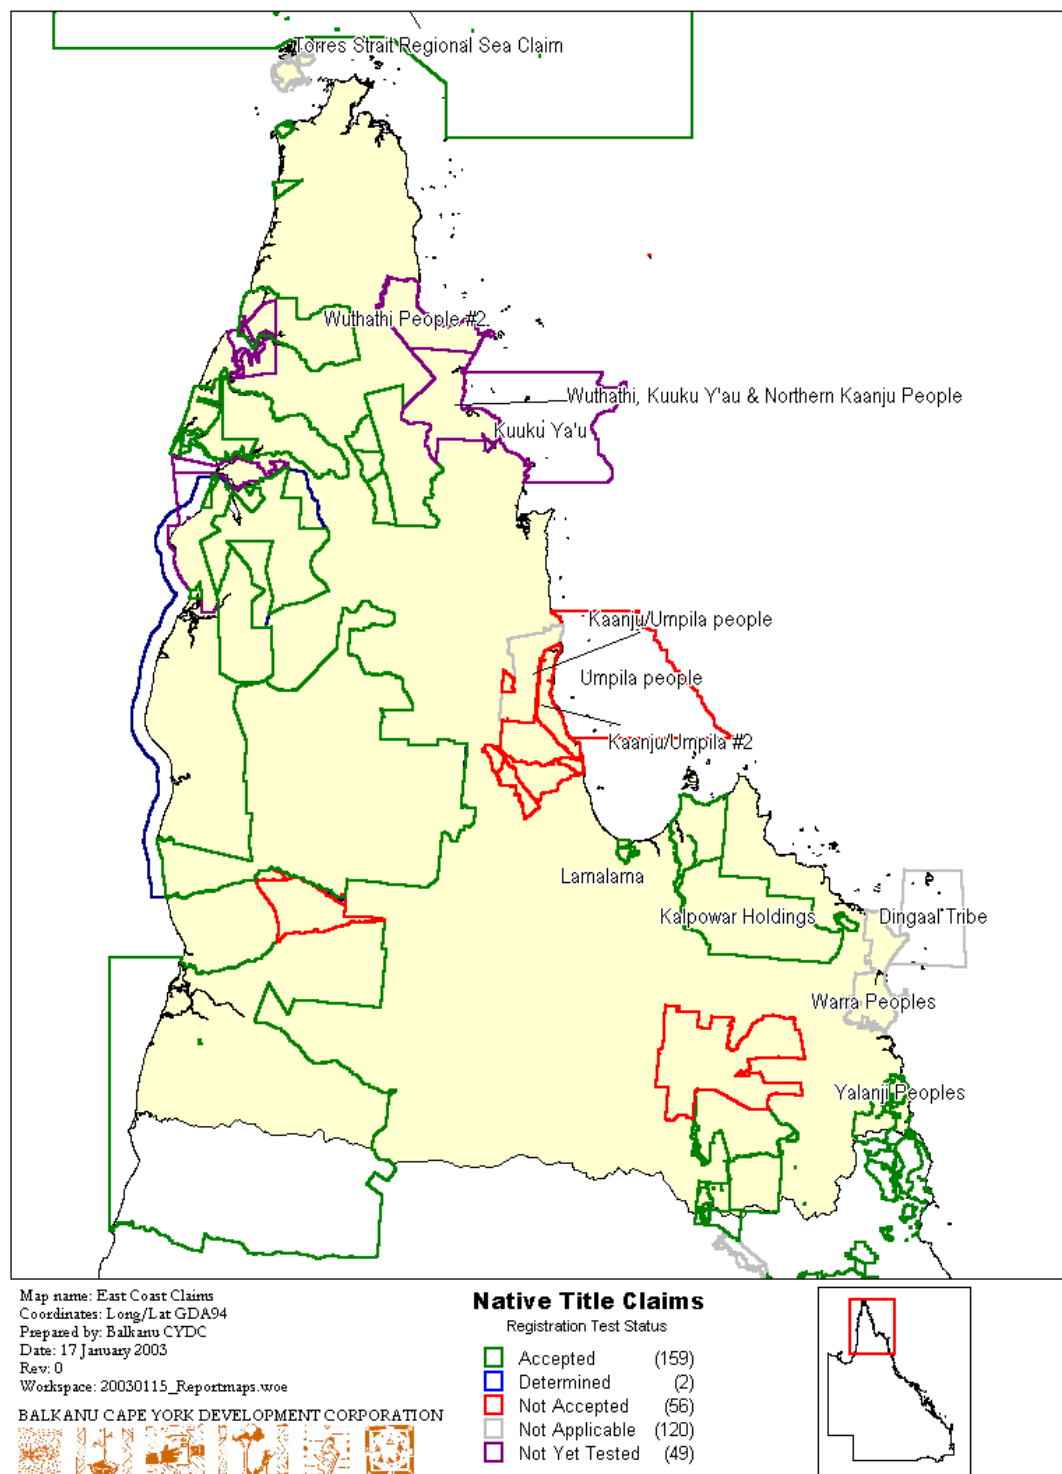 Torres Strait Regional Sea Claim
Wuthathi People #2
Wuthathi, Kuuku Y'au & Northern Kaanju People
Kuuku Ya'u
Kaanju/Umpila people
Umpila people
Kaanju/Umpila #2
Lamalama
Kalpowar Holdings
Dingaal Tribe
Warra Peoples
Yalanji Peoples
Map name: East Coast Claims
Coordinates: Long/Lat GDA94
Prepared by: Balkanu CYDC
Date: 17 January 2003
Rev: 0
Workspace: 20030115_Reportmaps.woe
BALKANU CAPE YORK DEVELOPMENT CORPORATION
Native Title Claims
Registration Test Status
Accepted (159)
Determined (2)
Not Accepted (56)
Not Applicable (120)
Not Yet Tested (49)